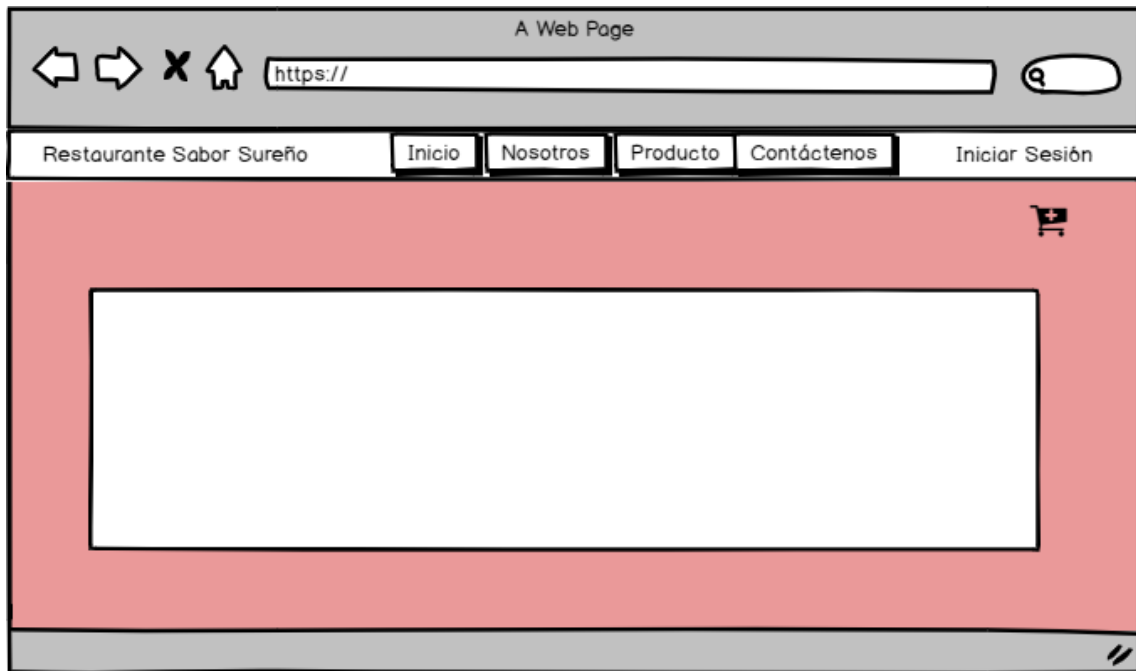 A Web Page
https://
Restaurante Sabor Sureño Inicio Nosotros Producto Contáctenos Iniciar Sesión